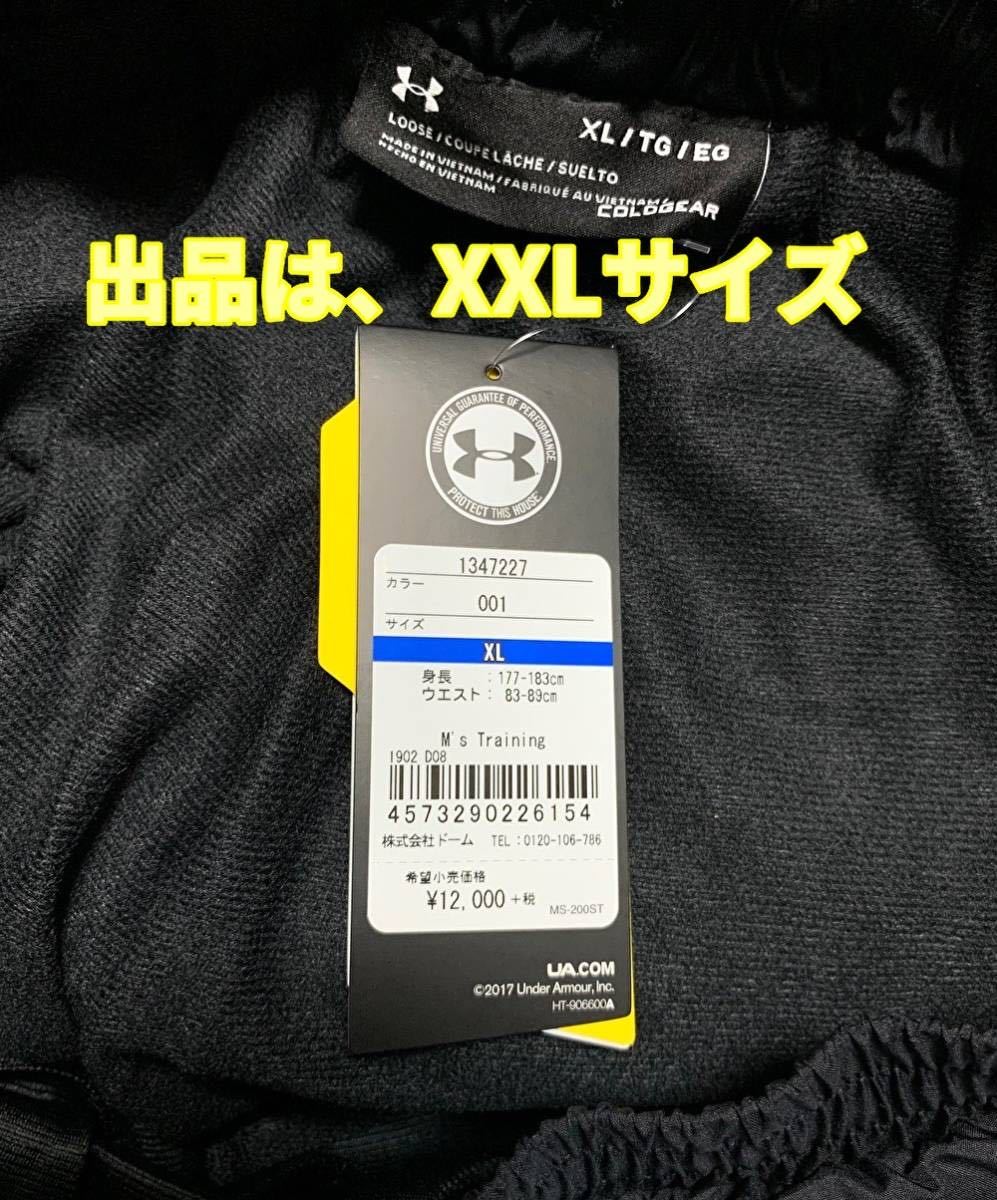 XL/TG/EG
LOOSE/COUPE LÂCHE/SUELTO
MADE IN VIETNAM/FABRIQUÉ AU VIETNAM/
HECHO EN VIETNAM
COLDGEAR
出品は、XXLサイズ
UNIVERSAL GUARANTEE OF PERFORMANCE.
PROTECT THIS HOUSE
1347227
カラー
001
サイズ
XL
身長 :177-183cm
ウエスト: 83-89cm
M's Training
1902 D08
4573290226154
株式会社ドーム TEL:0120-106-786
希望小売価格
¥12,000+税
MS-200ST
UA.COM
©2017 Under Armour, Inc.
HT-906600A